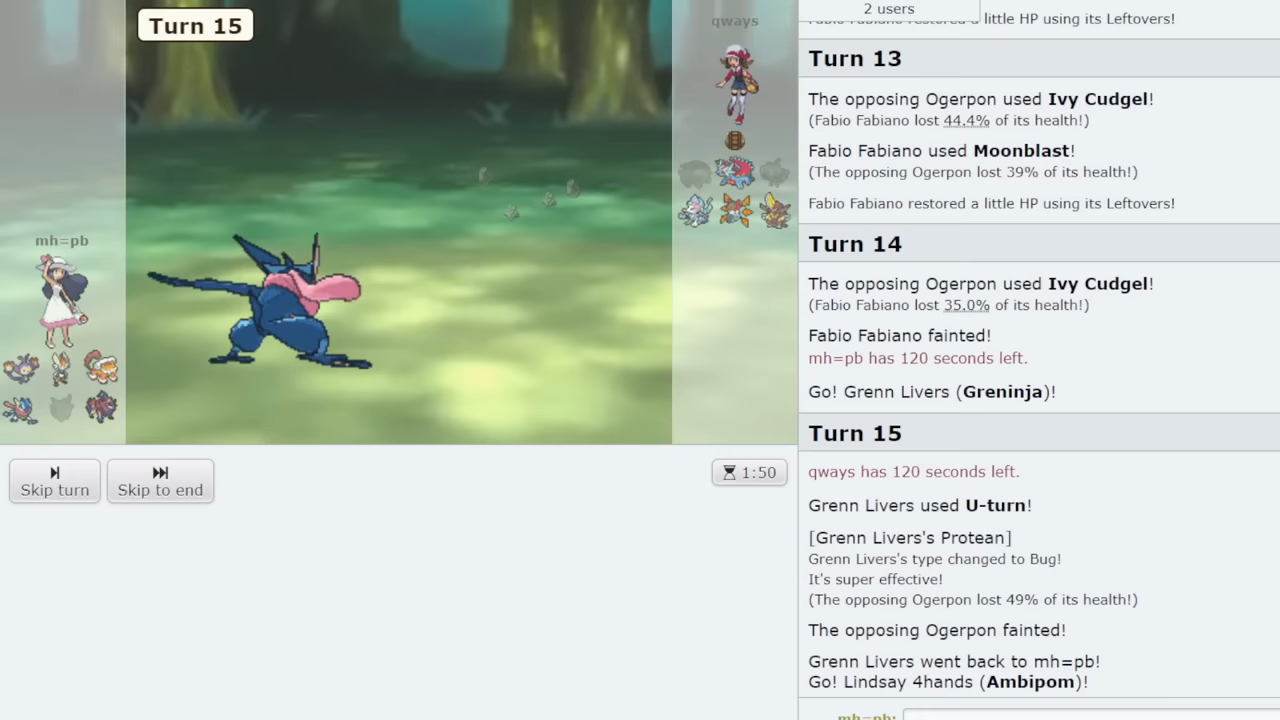 Turn 15
qways
mh=pb
Skip turn
Skip to end
1:50
2 users
Fabio Fabiano restored a little HP using its Leftovers!
Turn 13
The opposing Ogerpon used Ivy Cudgel!
(Fabio Fabiano lost 44.4% of its health!)
Fabio Fabiano used Moonblast!
(The opposing Ogerpon lost 39% of its health!)
Fabio Fabiano restored a little HP using its Leftovers!
Turn 14
The opposing Ogerpon used Ivy Cudgel!
(Fabio Fabiano lost 35.0% of its health!)
Fabio Fabiano fainted!
mh=pb has 120 seconds left.
Go! Grenn Livers (Greninja)!
Turn 15
qways has 120 seconds left.
Grenn Livers used U-turn!
[Grenn Livers's Protean]
Grenn Livers's type changed to Bug!
It's super effective!
(The opposing Ogerpon lost 49% of its health!)
The opposing Ogerpon fainted!
Grenn Livers went back to mh=pb!
Go! Lindsay 4hands (Ambipom)!
mh=pb: